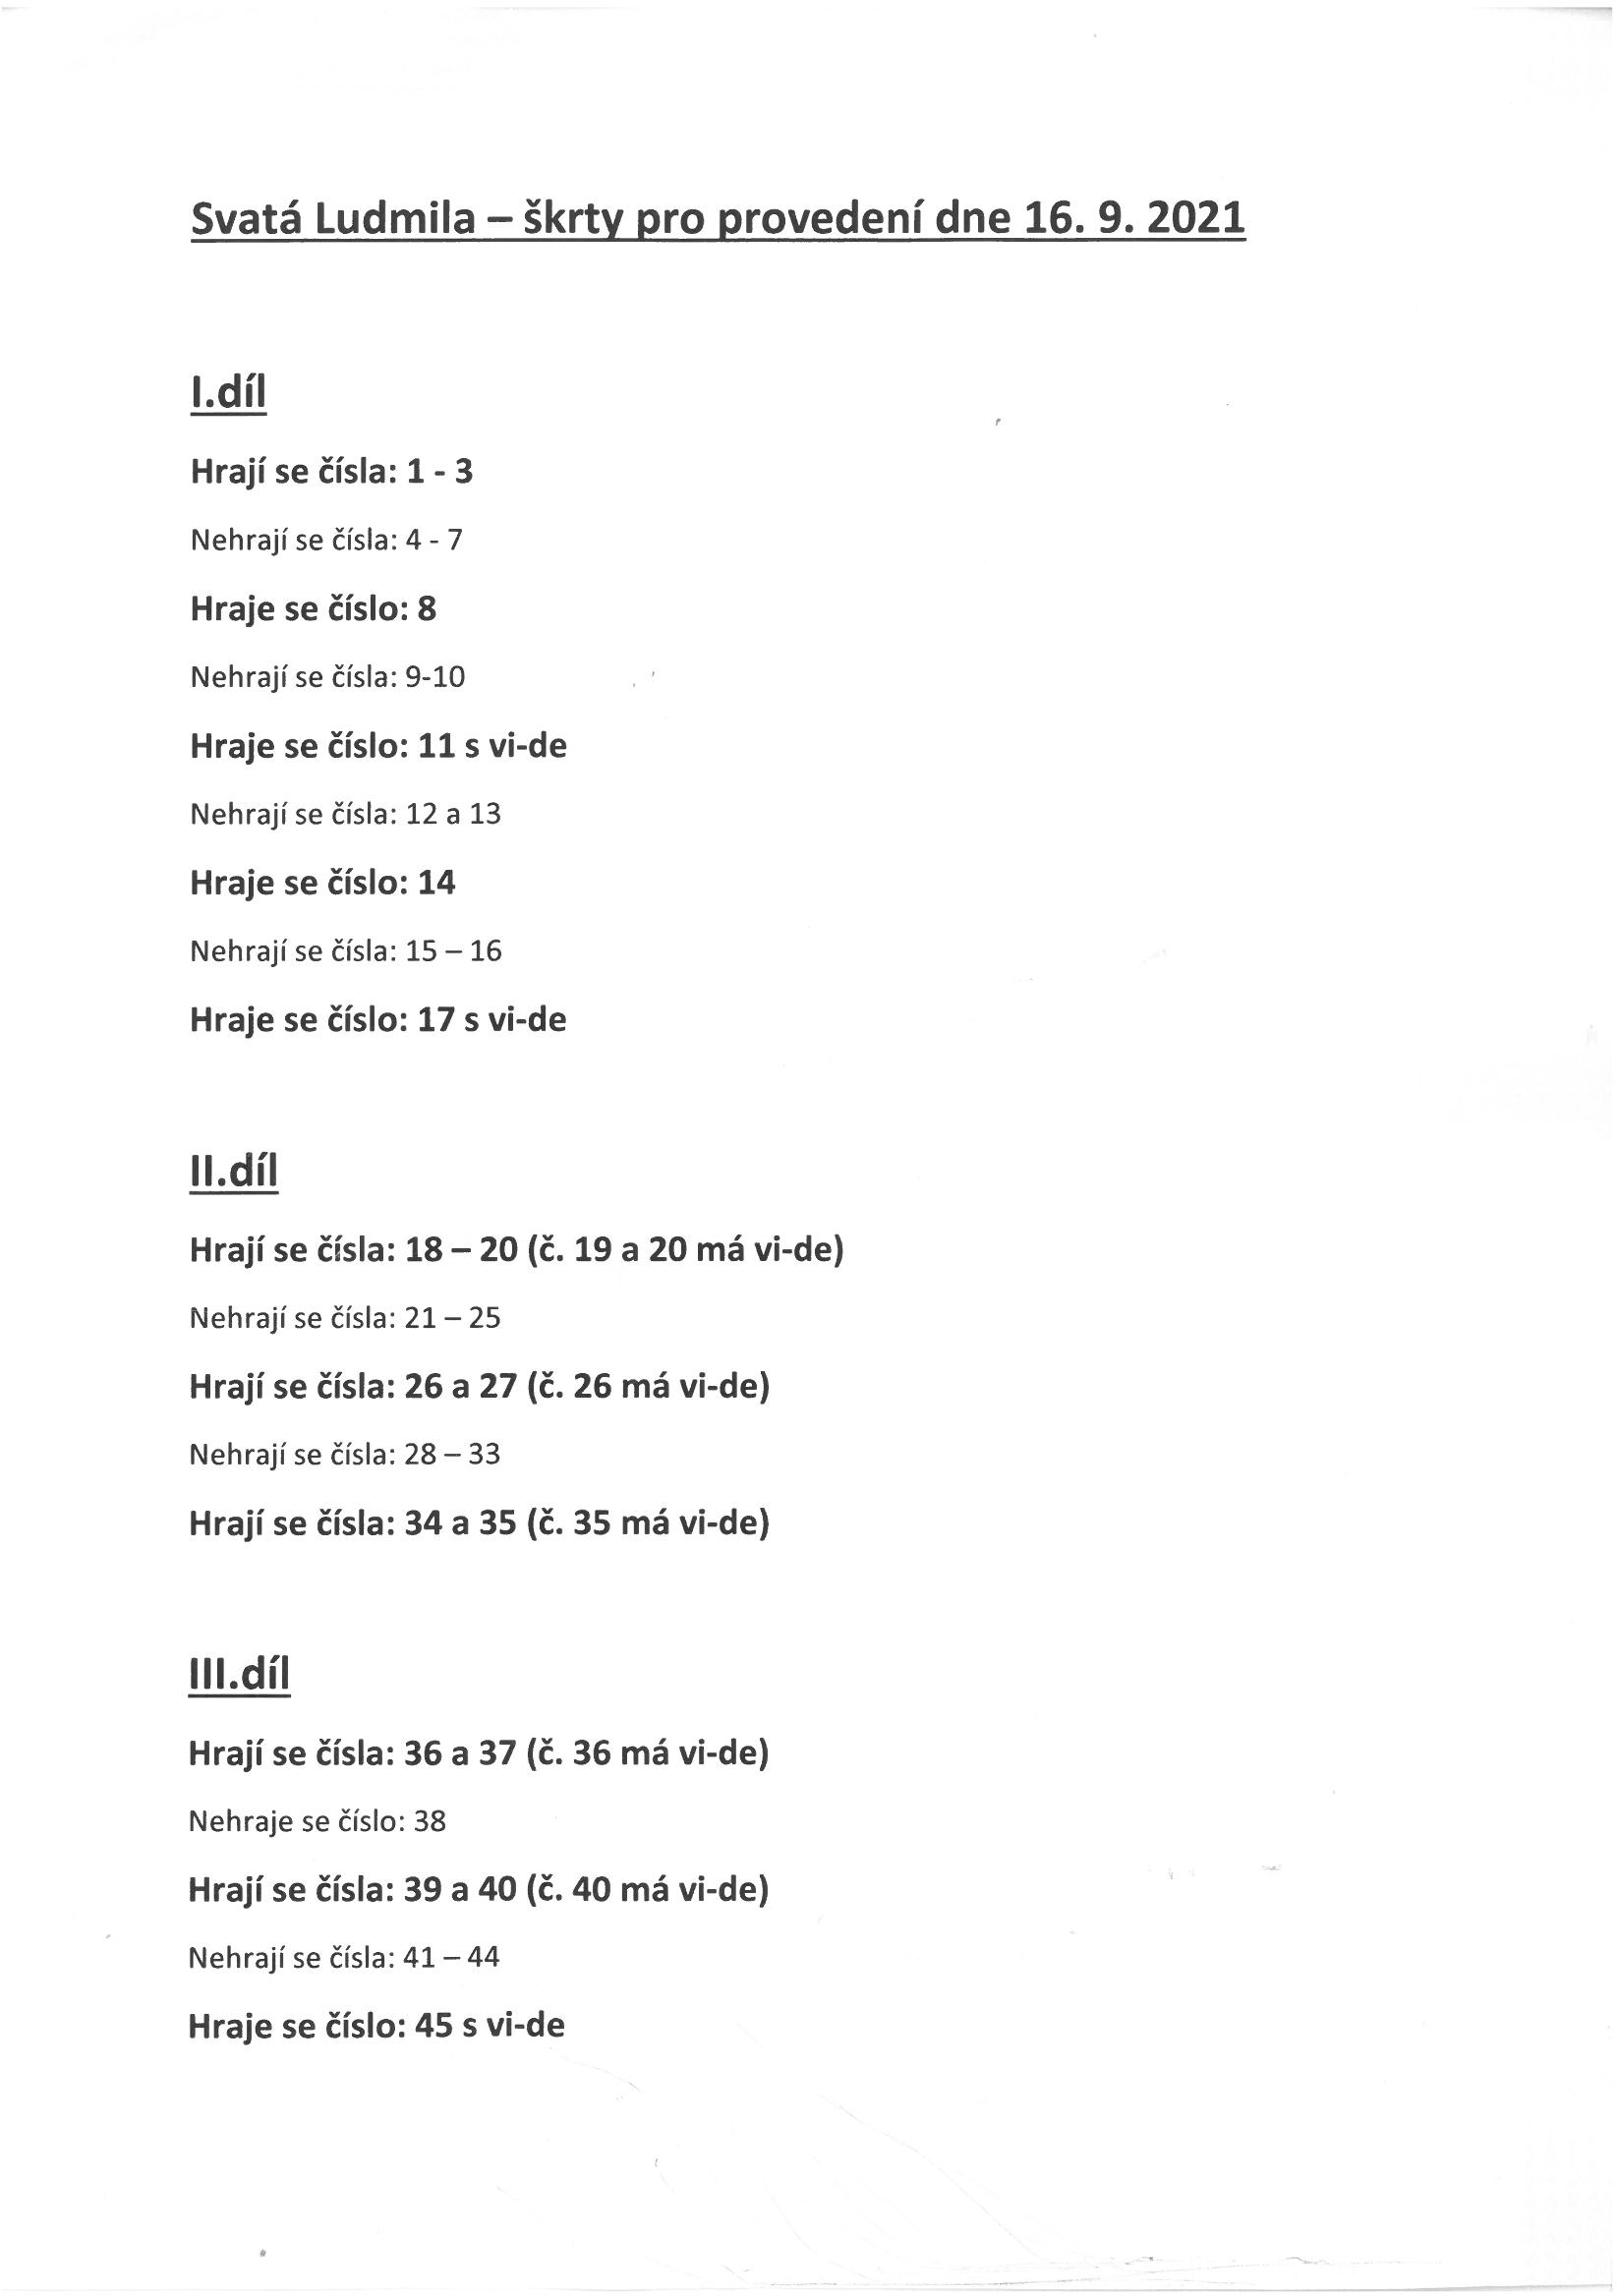 Svatá Ludmila – škrty pro provedení dne 16. 9. 2021
I.díl
Hrají se čísla: 1 - 3
Nehrají se čísla: 4 - 7
Hraje se číslo: 8
Nehrají se čísla: 9-10
Hraje se číslo: 11 s vi-de
Nehrají se čísla: 12 a 13
Hraje se číslo: 14
Nehrají se čísla: 15 – 16
Hraje se číslo: 17 s vi-de
II.díl
Hrají se čísla: 18 – 20 (č. 19 a 20 má vi-de)
Nehrají se čísla: 21 – 25
Hrají se čísla: 26 a 27 (č. 26 má vi-de)
Nehrají se čísla: 28 – 33
Hrají se čísla: 34 a 35 (č. 35 má vi-de)
III.díl
Hrají se čísla: 36 a 37 (č. 36 má vi-de)
Nehraje se číslo: 38
Hrají se čísla: 39 a 40 (č. 40 má vi-de)
Nehrají se čísla: 41 – 44
Hraje se číslo: 45 s vi-de